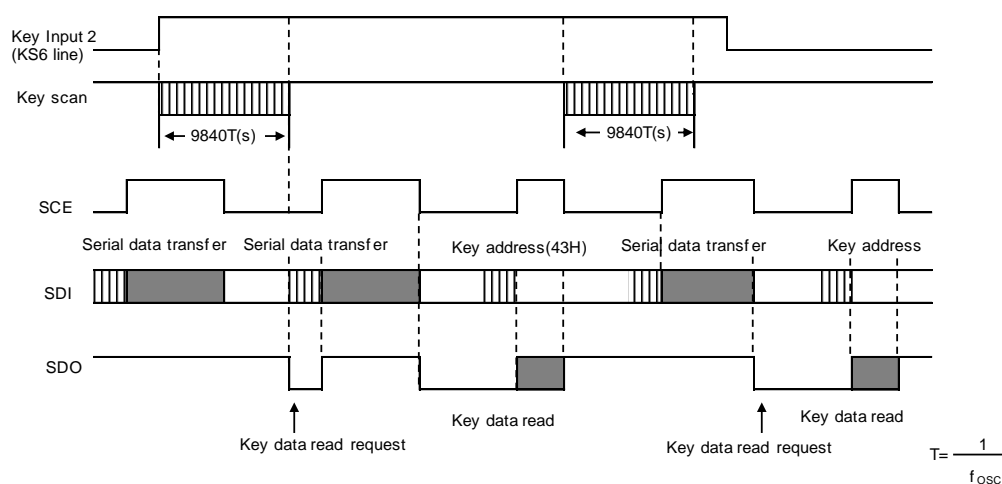 Key Input 2
(KS6 line)
Key scan
9840T(s)
9840T(s)
SCE
Serial data transfer
Serial data transfer
Key address(43H)
Serial data transfer
Key address
SDI
SDO
Key data read
Key data read
Key data read request
Key data read request
T= 1
fOSC